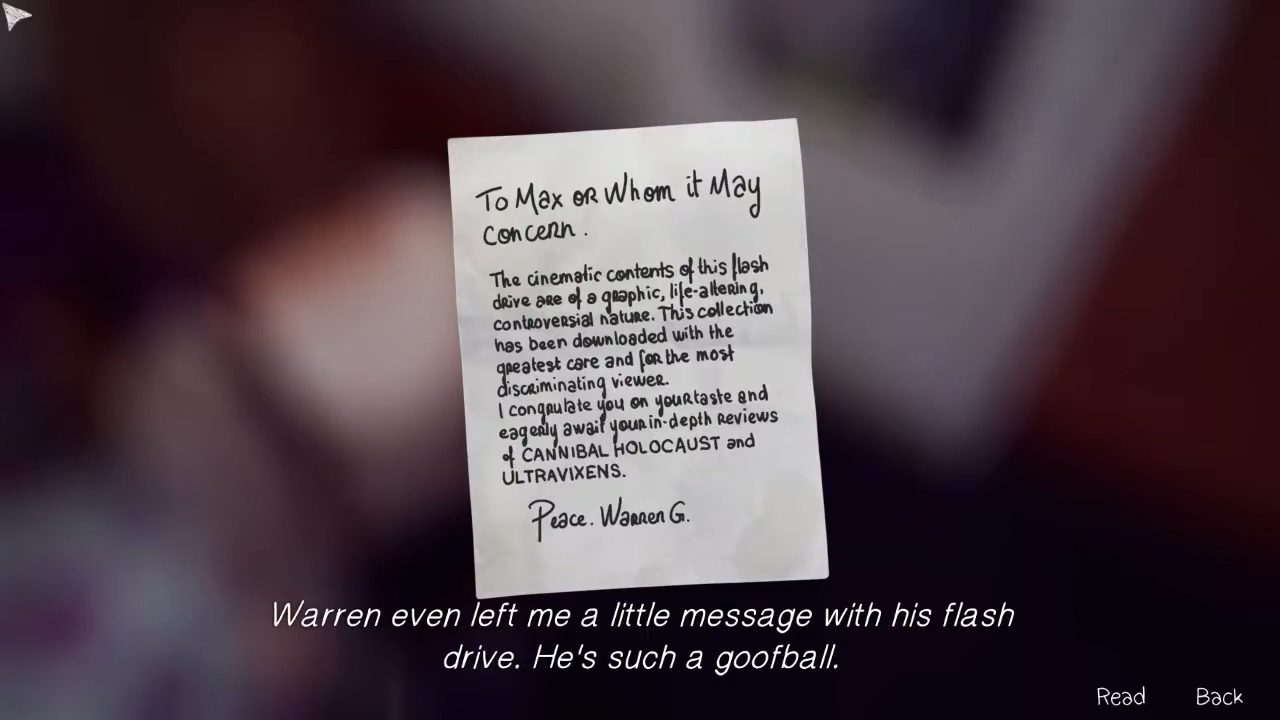 To Max or Whom it May
Concern.
The cinematic contents of this flash
drive are of a graphic, life-altering,
controversial nature. This collection
has been downloaded with the
greatest care and for the most
discriminating viewer.
I congrulate you on your taste and
eagerly await your in-depth reviews
of CANNIBAL HOLOCAUST and
ULTRAVIXENS.
Peace. Warren G.
Warren even left me a little message with his flash
drive. He's such a goofball.
Read Back